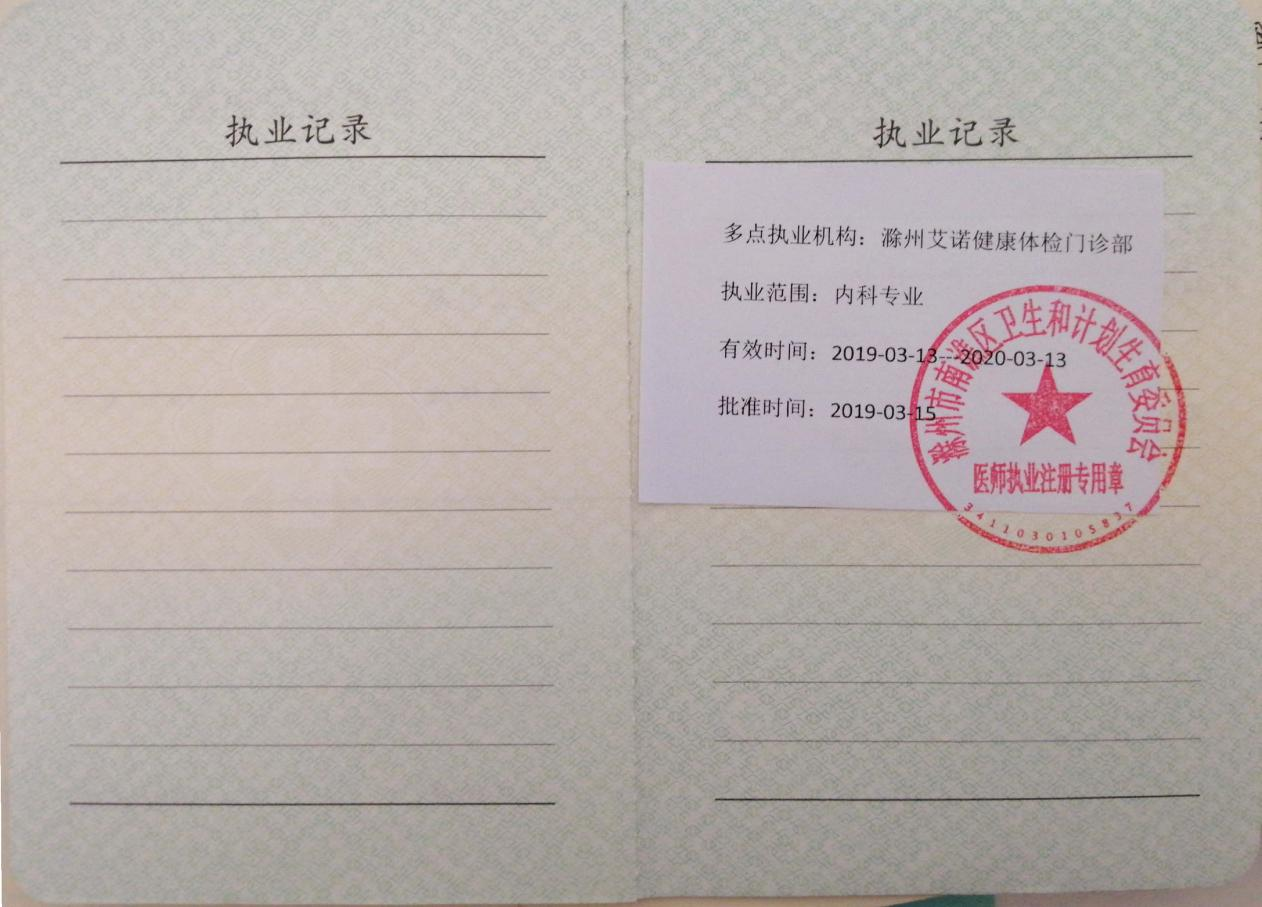 执业记录
执业记录
多点执业机构：滁州艾诺健康体检门诊部
执业范围：内科专业
有效时间：2019-03-13---2020-03-13
批准时间：2019-03-15
滁州市南谯区卫生和计划生育委员会
医师执业注册专用章
3411030105837